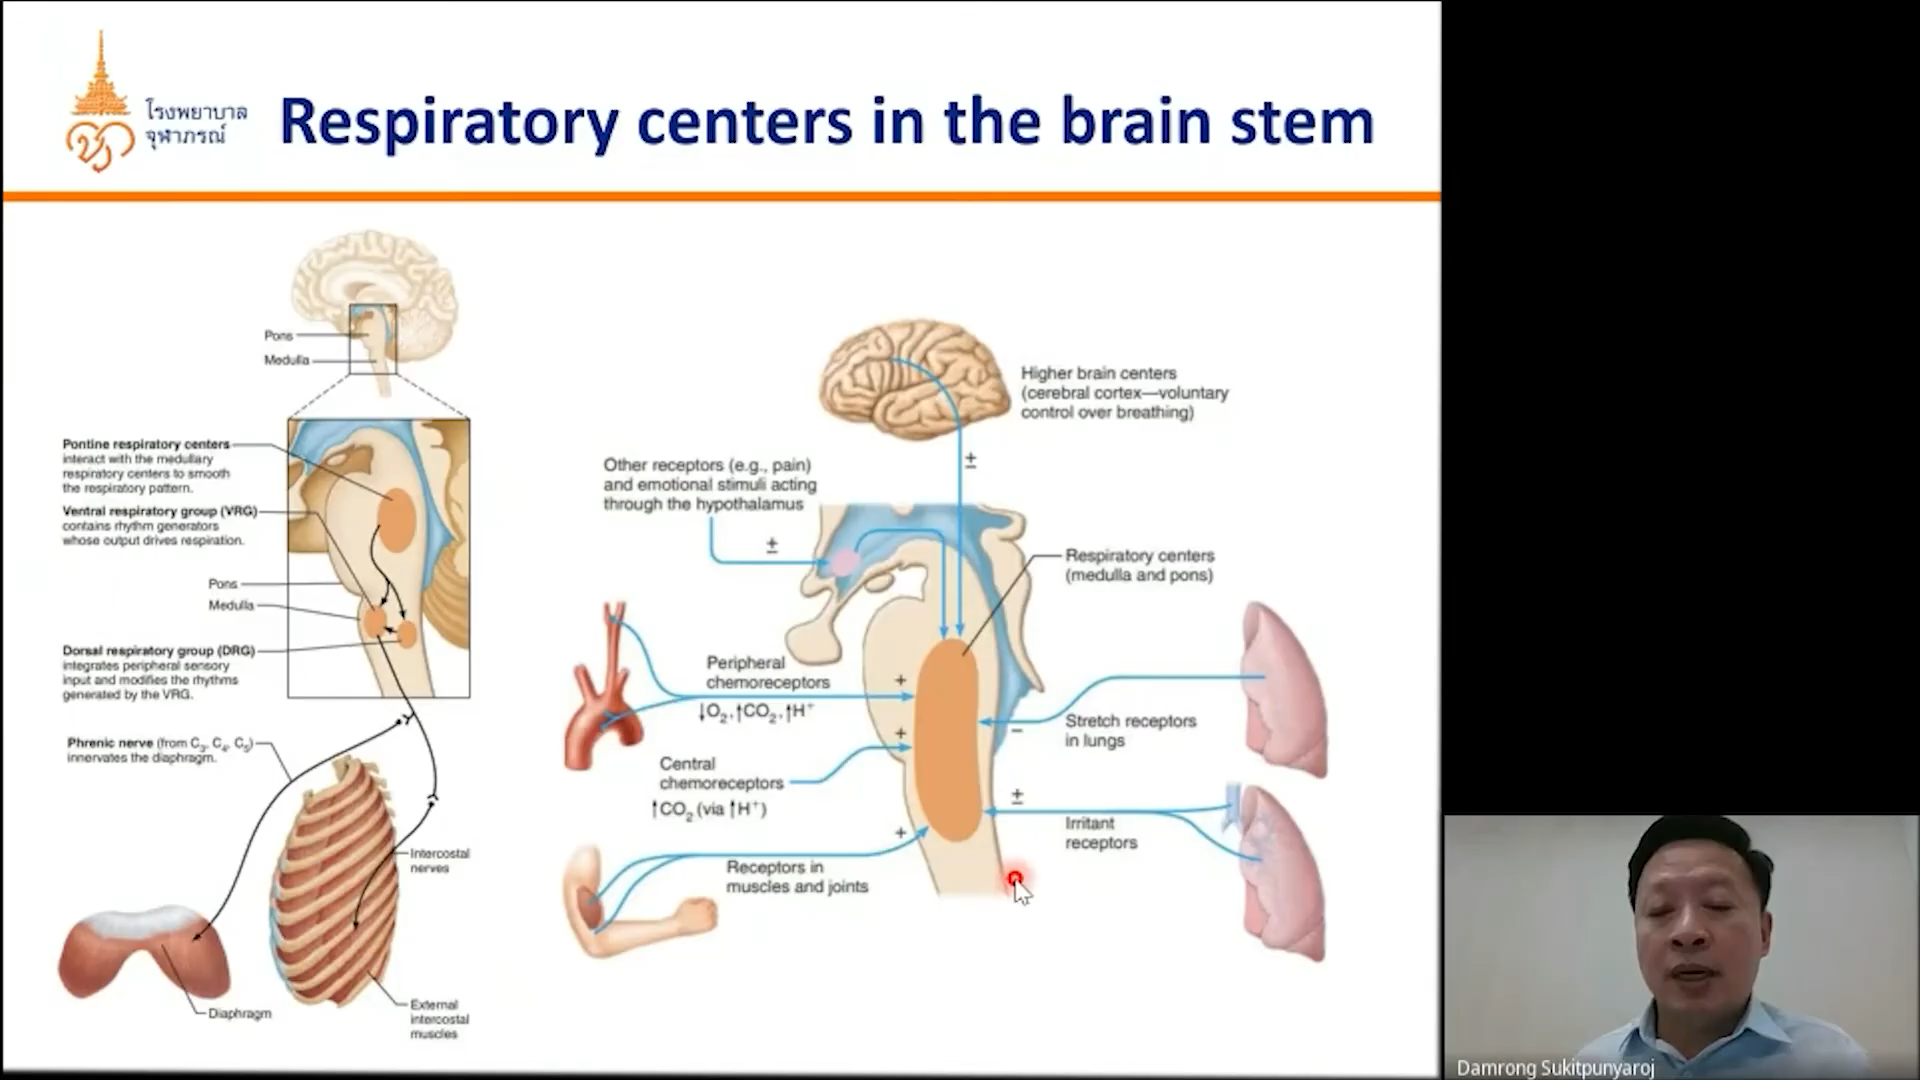 โรงพยาบาล
จุฬาภรณ์
Respiratory centers in the brain stem
Pons
Medulla
Pontine respiratory centers
interact with the medullary
respiratory centers to smooth
the respiratory pattern.
Ventral respiratory group (VRG)
contains rhythm generators
whose output drives respiration.
Pons
Medulla
Dorsal respiratory group (DRG)
integrates peripheral sensory
input and modifies the rhythms
generated by the VRG.
Phrenic nerve (from C3, C4, C5)
innervates the diaphragm.
Intercostal
nerves
Diaphragm
External
intercostal
muscles
Higher brain centers
(cerebral cortex—voluntary
control over breathing)
±
Other receptors (e.g., pain)
and emotional stimuli acting
through the hypothalamus
±
Respiratory centers
(medulla and pons)
Peripheral
chemoreceptors
+
↓O2,↑CO2,↑H+
Stretch receptors
in lungs
–
Central
chemoreceptors
+
↑CO2 (via ↑H+)
±
Irritant
receptors
+
Receptors in
muscles and joints
Damrong Sukitpunyaroj